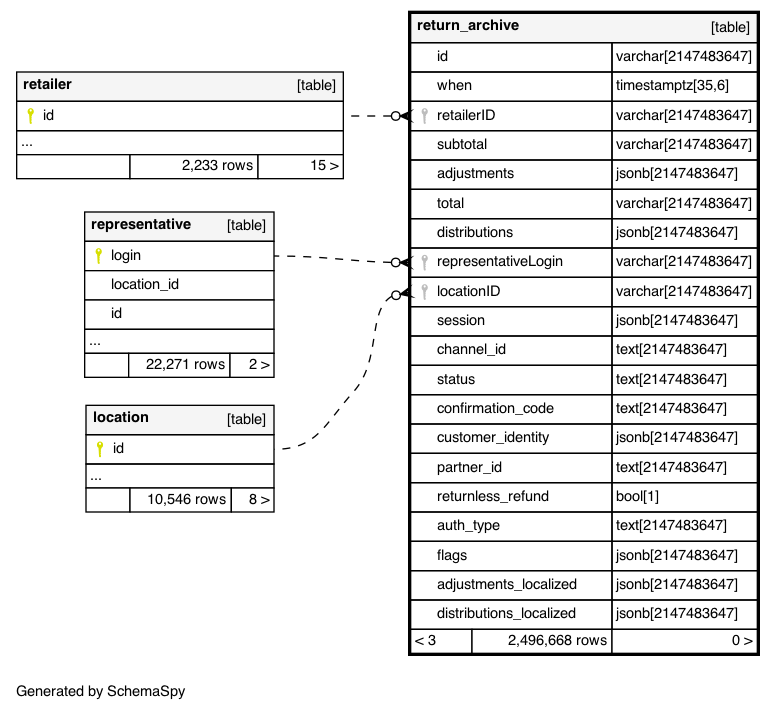 retailer [table]
id
...
2,233 rows 15 >
representative [table]
login
location_id
id
...
22,271 rows 2 >
location [table]
id
...
10,546 rows 8 >
return_archive [table]
id varchar[2147483647]
when timestamptz[35,6]
retailerID varchar[2147483647]
subtotal varchar[2147483647]
adjustments jsonb[2147483647]
total varchar[2147483647]
distributions jsonb[2147483647]
representativeLogin varchar[2147483647]
locationID varchar[2147483647]
session jsonb[2147483647]
channel_id text[2147483647]
status text[2147483647]
confirmation_code text[2147483647]
customer_identity jsonb[2147483647]
partner_id text[2147483647]
returnless_refund bool[1]
auth_type text[2147483647]
flags jsonb[2147483647]
adjustments_localized jsonb[2147483647]
distributions_localized jsonb[2147483647]
< 3 2,496,668 rows 0 >
Generated by SchemaSpy